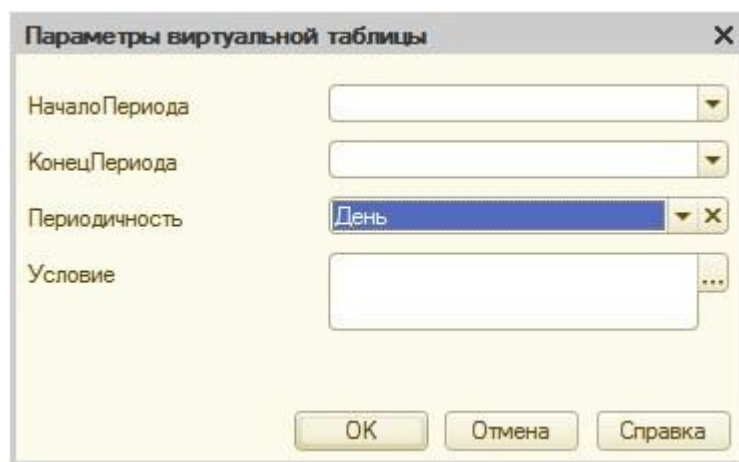 Параметры виртуальной таблицы
НачалоПериода
КонецПериода
Периодичность День
Условие
...
OK Отмена Справка